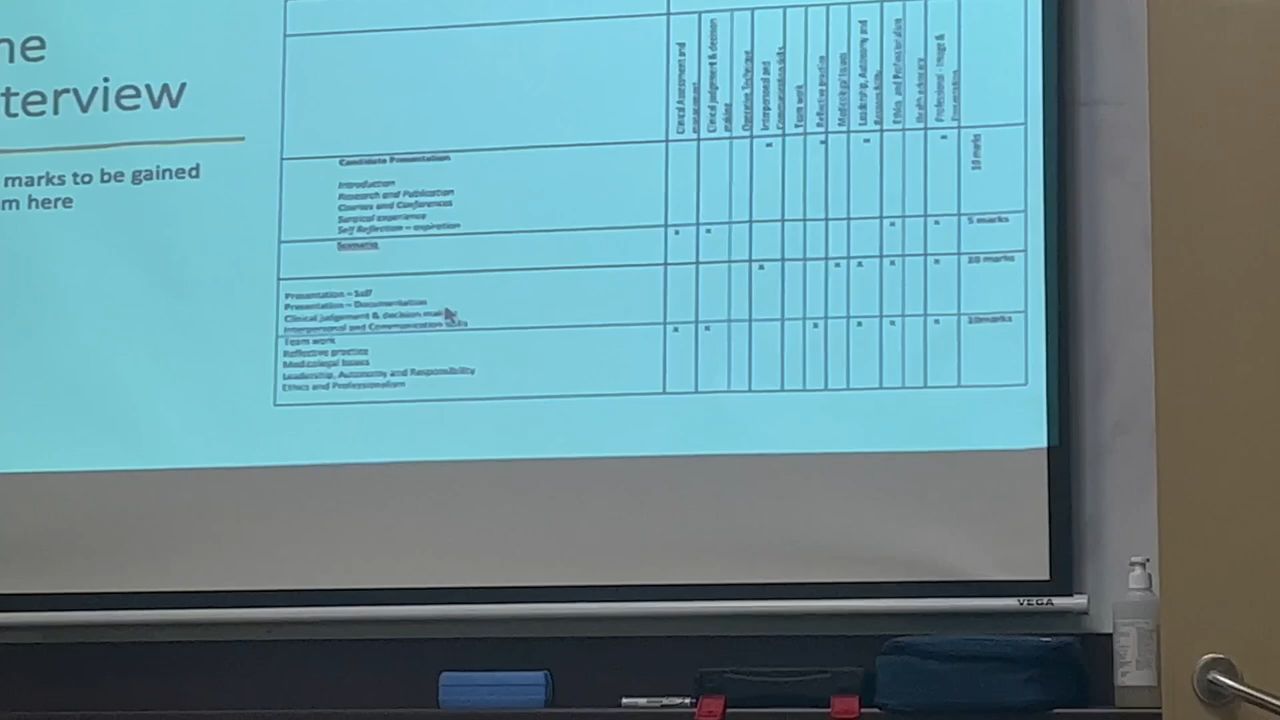 terview
marks to be gained
m here
Clinical Assessment and
Clinical judgment & decision
making
Operative Technique
Interpersonal and
Communication skills
Team work
Reflective practice
Medicolegal Issues
Leadership, Autonomy and
Ethics and Professionalism
Health advocacy
Professional - Image &
Presentation
Candidate Presentation
10 marks
Introduction
Research and Publication
Courses and Conferences
Surgical experience
Self Reflection – aspiration
5 marks
Scenario
Presentation – Self
Presentation – Documentation
Clinical judgement & decision
Interpersonal and Communication skills
Team work
Reflective practice
Medicolegal Issues
Leadership, Autonomy and Responsibility
Ethics and Professionalism
10marks
VEGA